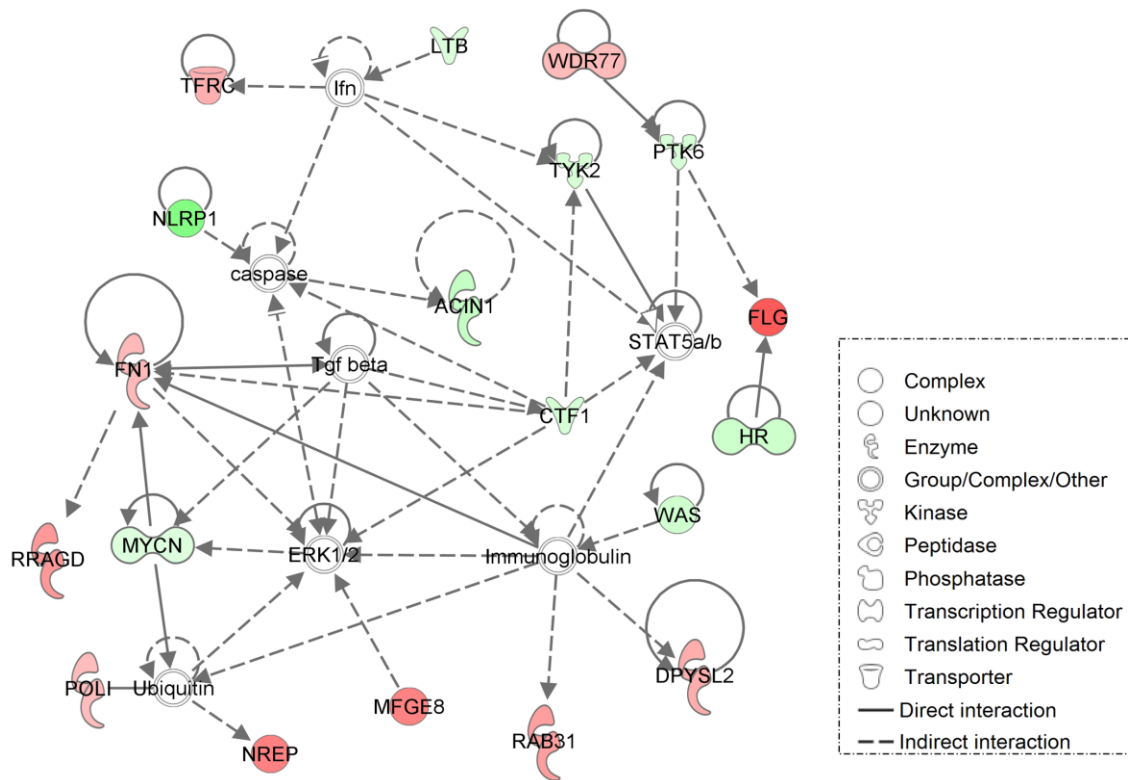 LTB
WDR77
TFRC
Ifn
TYK2
PTK6
NLRP1
caspase
ACIN1
FLG
STAT5a/b
FN1
Tgf beta
CTF1
HR
WAS
RRAGD
MYCN
ERK1/2
Immunoglobulin
POLI
Ubiquitin
DPYSL2
MFGE8
RAB31
NREP
Complex
Unknown
Enzyme
Group/Complex/Other
Kinase
Peptidase
Phosphatase
Transcription Regulator
Translation Regulator
Transporter
Direct interaction
Indirect interaction